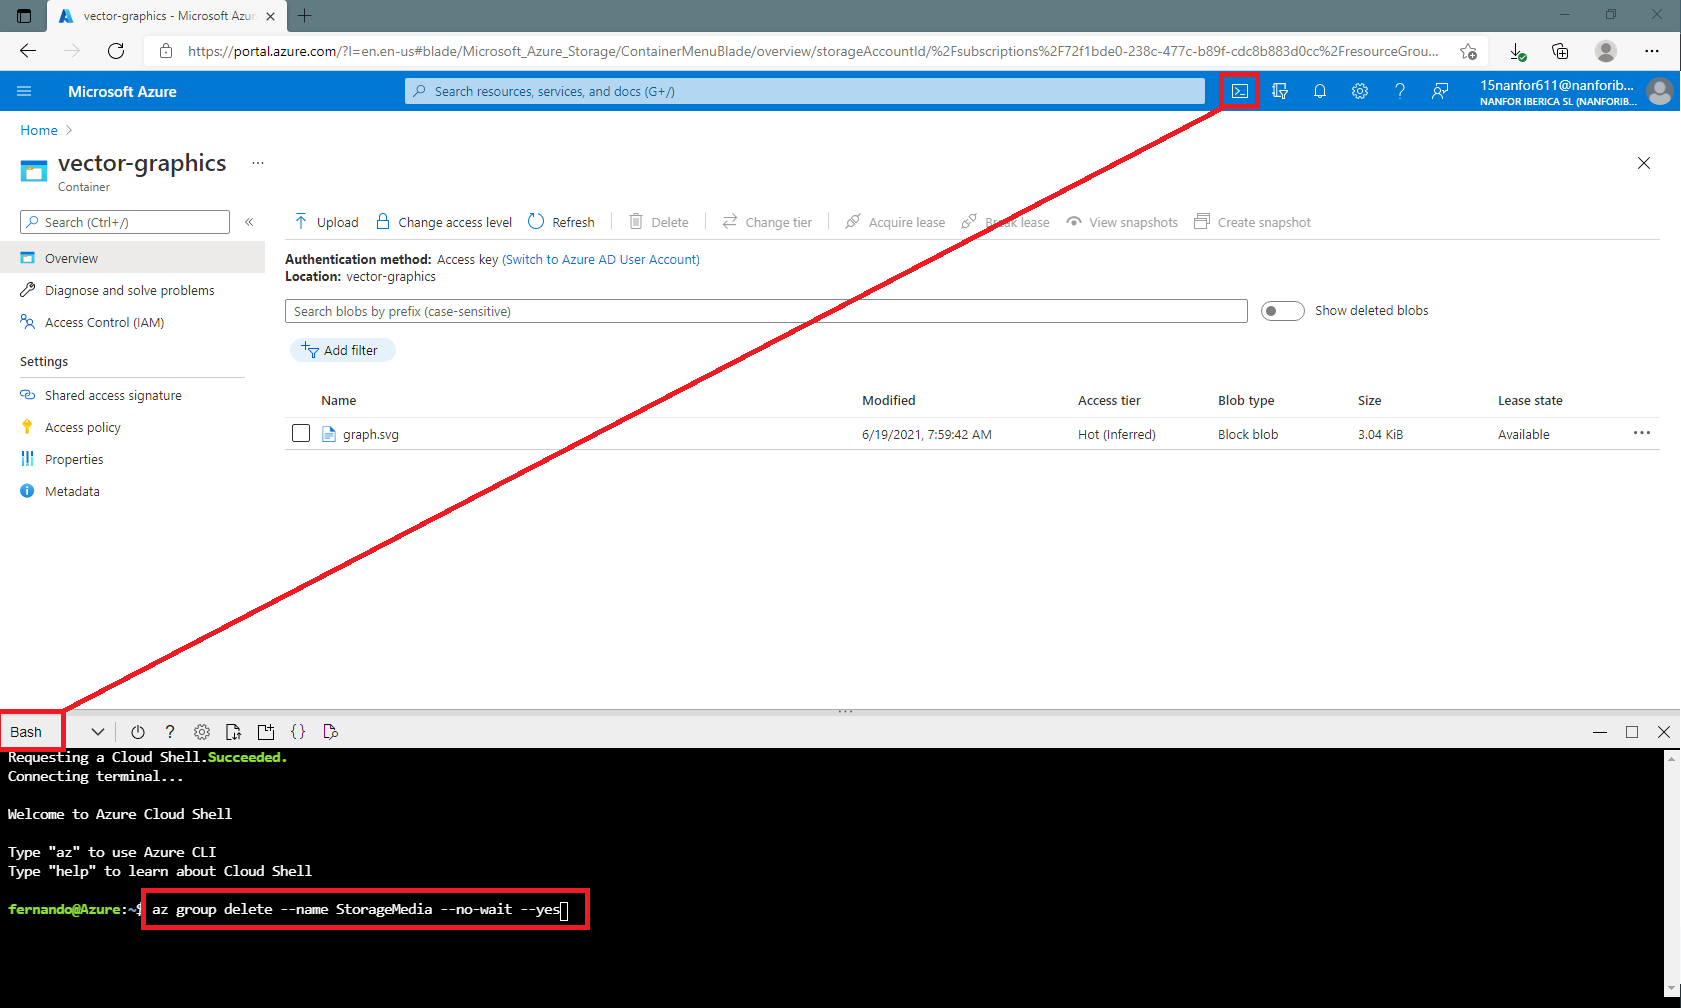 vector-graphics - Microsoft Azur
https://portal.azure.com/?l=en.en-us#blade/Microsoft_Azure_Storage/ContainerMenuBlade/overview/storageAccountId/%2Fsubscriptions%2F72f1bde0-238c-477c-b89f-cdc8b883d0cc%2FresourceGrou...
Microsoft Azure
Search resources, services, and docs (G+/)
15nanfor611@nanforib...
NANFOR IBERICA SL (NANFORIB...
Home
vector-graphics
...
Container
Search (Ctrl+/)
Upload
Change access level
Refresh
Delete
Change tier
Acquire lease
Break lease
View snapshots
Create snapshot
Overview
Diagnose and solve problems
Access Control (IAM)
Settings
Shared access signature
Access policy
Properties
Metadata
Authentication method: Access key (Switch to Azure AD User Account)
Location: vector-graphics
Search blobs by prefix (case-sensitive)
Show deleted blobs
Add filter
Name Modified Access tier Blob type Size Lease state
graph.svg 6/19/2021, 7:59:42 AM Hot (Inferred) Block blob 3.04 KiB Available
Bash
Requesting a Cloud Shell.Succeeded.
Connecting terminal...
Welcome to Azure Cloud Shell
Type "az" to use Azure CLI
Type "help" to learn about Cloud Shell
fernando@Azure:~$ az group delete --name StorageMedia --no-wait --yes